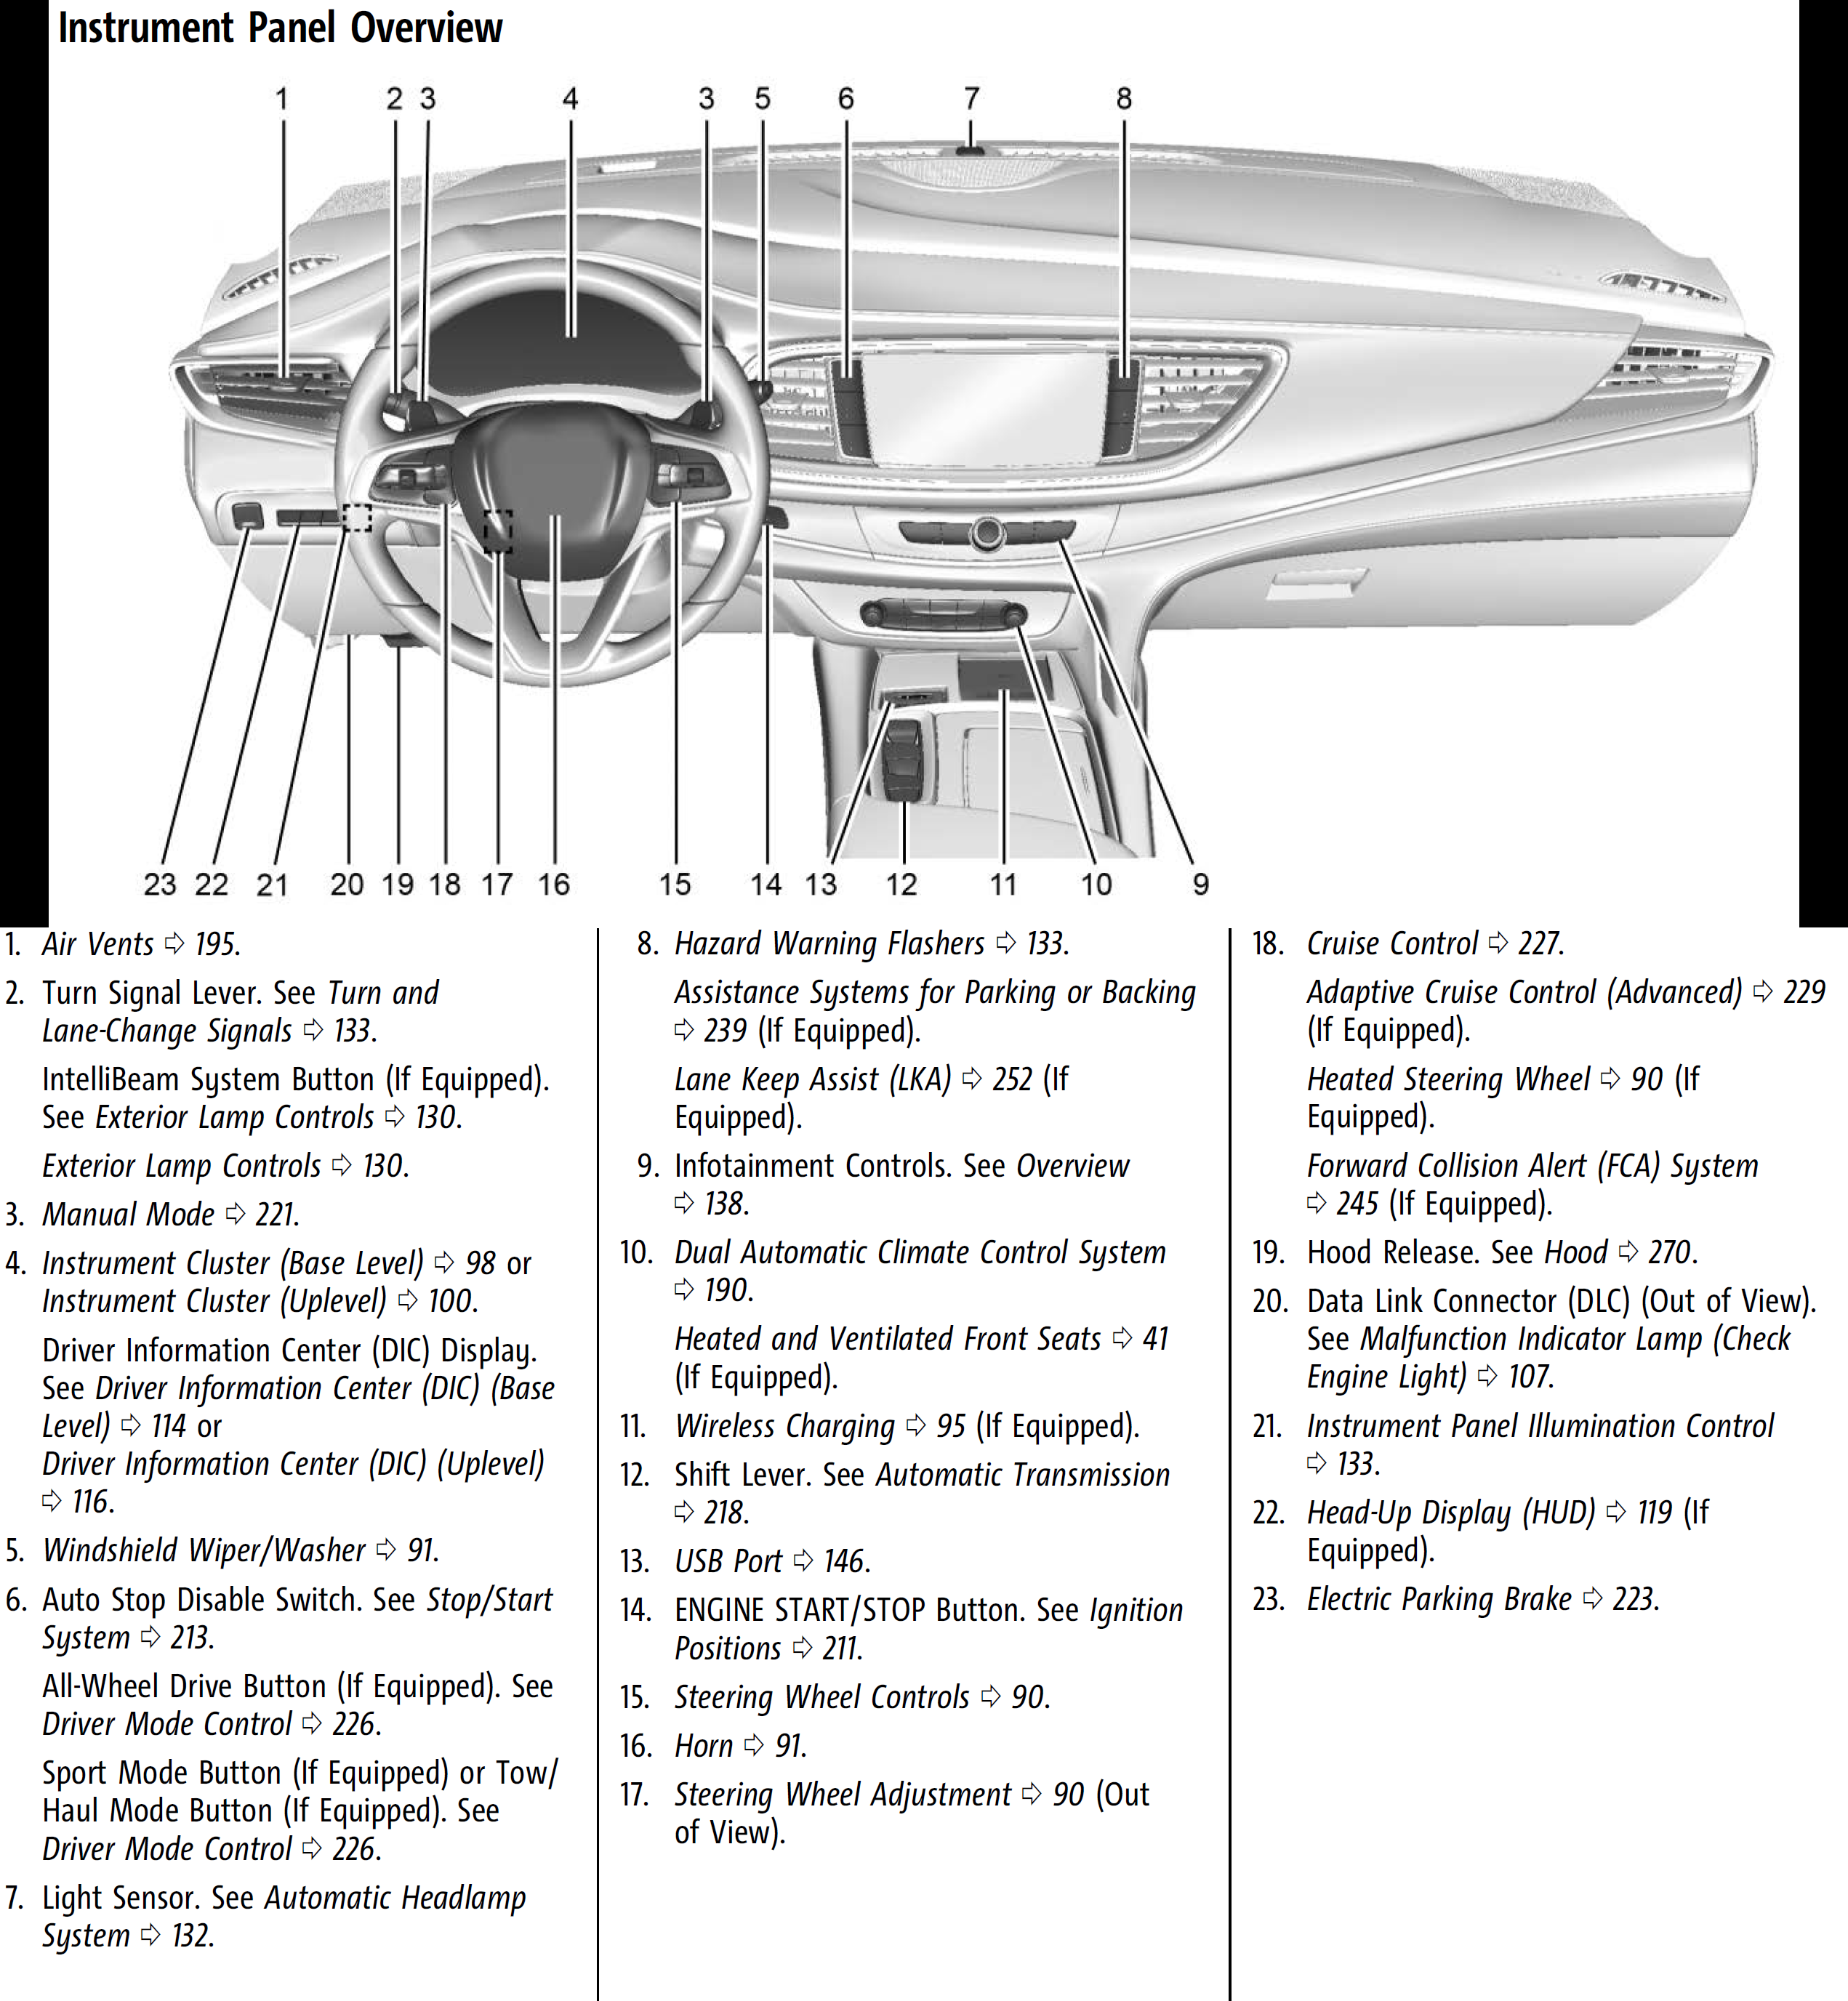 Instrument Panel Overview
1 2 3 4 3 5 6 7 8
23 22 21 20 19 18 17 16 15 14 13 12 11 10 9
1. Air Vents ⇨ 195.
2. Turn Signal Lever. See Turn and
Lane-Change Signals ⇨ 133.
IntelliBeam System Button (If Equipped).
See Exterior Lamp Controls ⇨ 130.
Exterior Lamp Controls ⇨ 130.
3. Manual Mode ⇨ 221.
4. Instrument Cluster (Base Level) ⇨ 98 or
Instrument Cluster (Uplevel) ⇨ 100.
Driver Information Center (DIC) Display.
See Driver Information Center (DIC) (Base
Level) ⇨ 114 or
Driver Information Center (DIC) (Uplevel)
⇨ 116.
5. Windshield Wiper/Washer ⇨ 91.
6. Auto Stop Disable Switch. See Stop/Start
System ⇨ 213.
All-Wheel Drive Button (If Equipped). See
Driver Mode Control ⇨ 226.
Sport Mode Button (If Equipped) or Tow/
Haul Mode Button (If Equipped). See
Driver Mode Control ⇨ 226.
7. Light Sensor. See Automatic Headlamp
System ⇨ 132.
8. Hazard Warning Flashers ⇨ 133.
Assistance Systems for Parking or Backing
⇨ 239 (If Equipped).
Lane Keep Assist (LKA) ⇨ 252 (If
Equipped).
9. Infotainment Controls. See Overview
⇨ 138.
10. Dual Automatic Climate Control System
⇨ 190.
Heated and Ventilated Front Seats ⇨ 41
(If Equipped).
11. Wireless Charging ⇨ 95 (If Equipped).
12. Shift Lever. See Automatic Transmission
⇨ 218.
13. USB Port ⇨ 146.
14. ENGINE START/STOP Button. See Ignition
Positions ⇨ 211.
15. Steering Wheel Controls ⇨ 90.
16. Horn ⇨ 91.
17. Steering Wheel Adjustment ⇨ 90 (Out
of View).
18. Cruise Control ⇨ 227.
Adaptive Cruise Control (Advanced) ⇨ 229
(If Equipped).
Heated Steering Wheel ⇨ 90 (If
Equipped).
Forward Collision Alert (FCA) System
⇨ 245 (If Equipped).
19. Hood Release. See Hood ⇨ 270.
20. Data Link Connector (DLC) (Out of View).
See Malfunction Indicator Lamp (Check
Engine Light) ⇨ 107.
21. Instrument Panel Illumination Control
⇨ 133.
22. Head-Up Display (HUD) ⇨ 119 (If
Equipped).
23. Electric Parking Brake ⇨ 223.